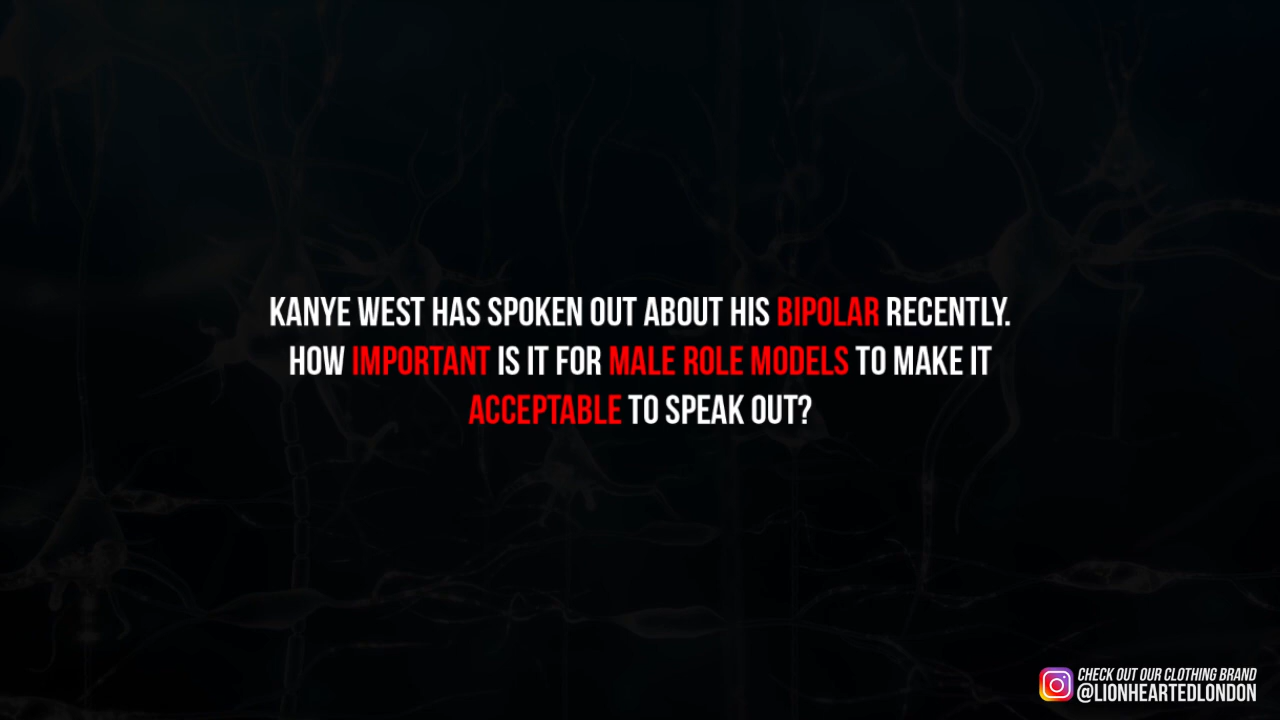 KANYE WEST HAS SPOKEN OUT ABOUT HIS BIPOLAR RECENTLY.
HOW IMPORTANT IS IT FOR MALE ROLE MODELS TO MAKE IT
ACCEPTABLE TO SPEAK OUT?
CHECK OUT OUR CLOTHING BRAND
@LIONHEARTEDLONDON